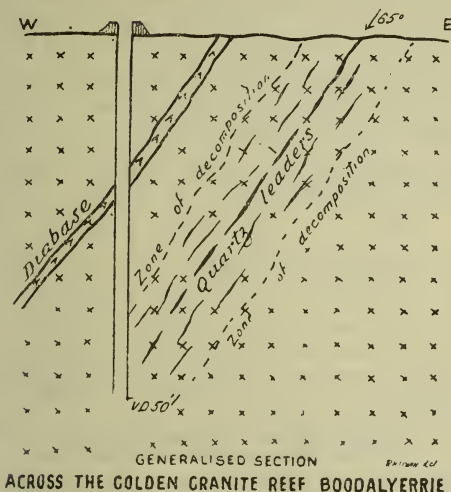 W
E
65°
Diabase
Zone of decomposition
Quartz leaders
Zone of decomposition
VD 50'
GENERALISED SECTION
ACROSS THE GOLDEN GRANITE REEF BOODALYERRIE